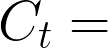 C_t =